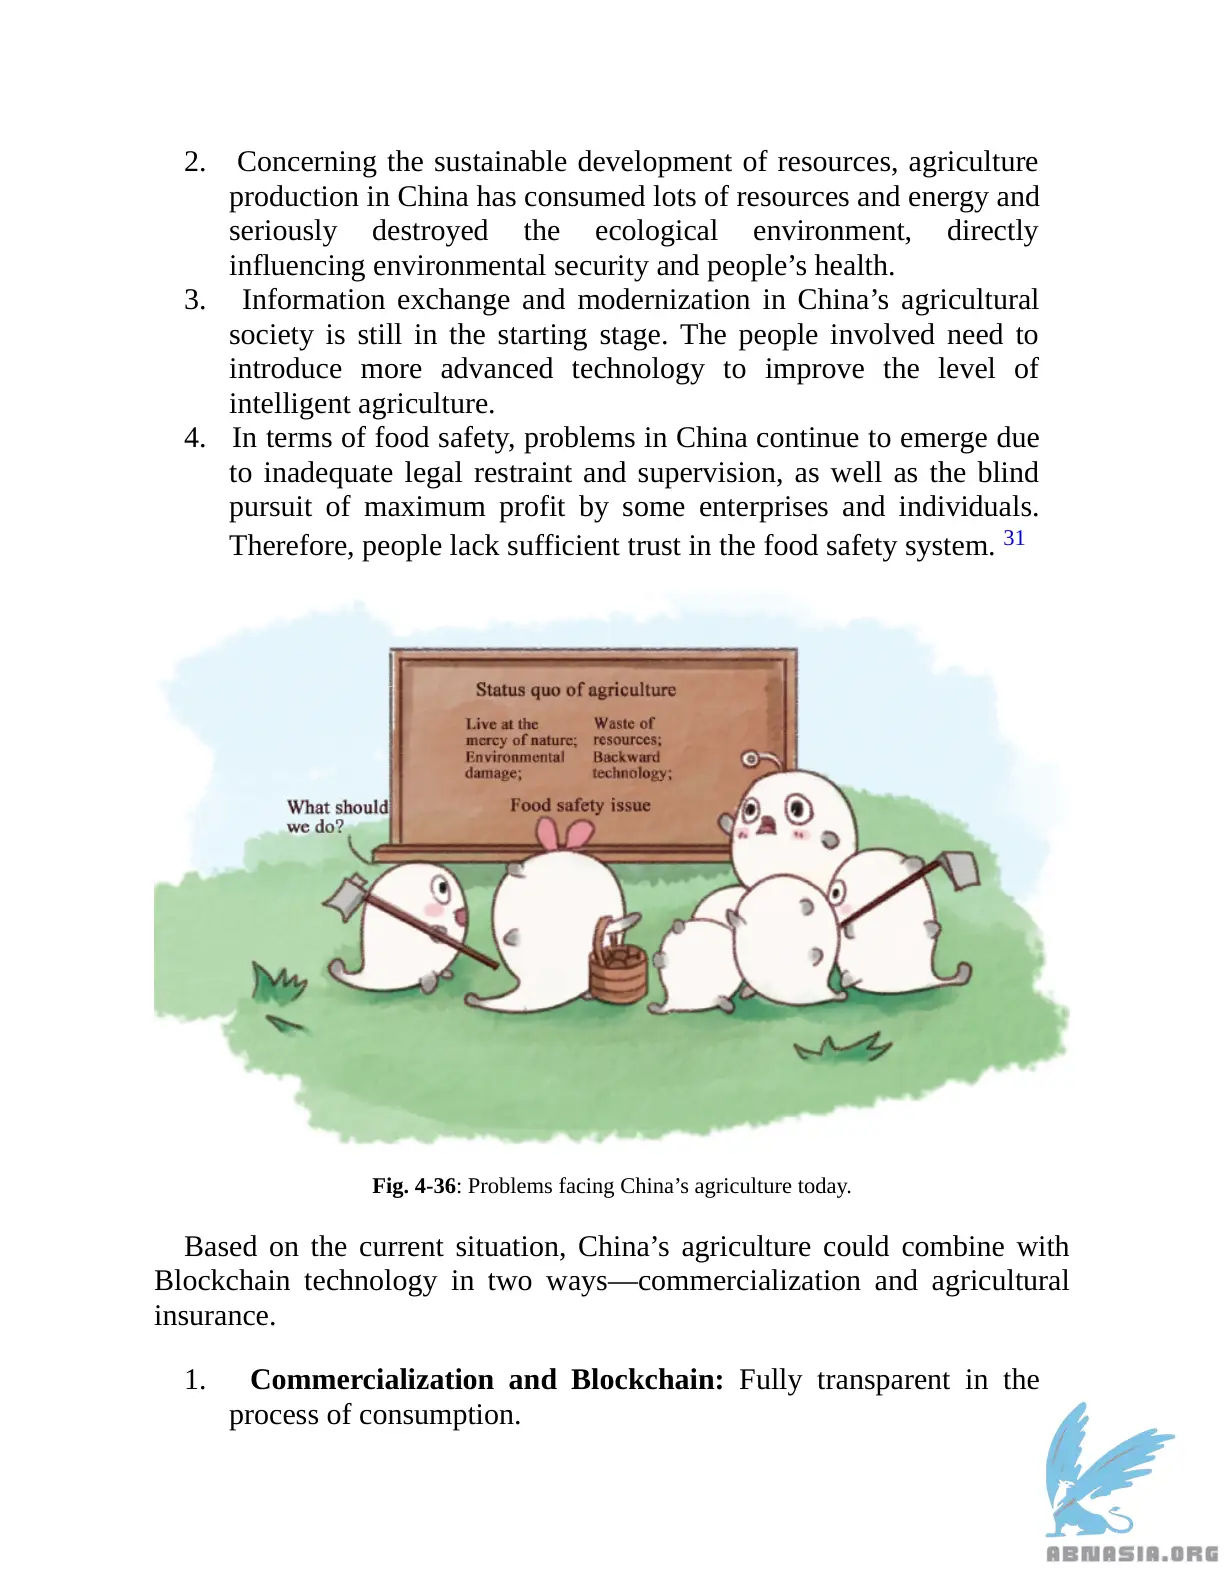 2. Concerning the sustainable development of resources, agriculture
production in China has consumed lots of resources and energy and
seriously destroyed the ecological environment, directly
influencing environmental security and people’s health.
3. Information exchange and modernization in China’s agricultural
society is still in the starting stage. The people involved need to
introduce more advanced technology to improve the level of
intelligent agriculture.
4. In terms of food safety, problems in China continue to emerge due
to inadequate legal restraint and supervision, as well as the blind
pursuit of maximum profit by some enterprises and individuals.
Therefore, people lack sufficient trust in the food safety system. 31
Status quo of agriculture
Live at the
mercy of nature;
Environmental
damage;
Waste of
resources;
Backward
technology;
Food safety issue
What should
we do?
Fig. 4-36: Problems facing China’s agriculture today.
Based on the current situation, China’s agriculture could combine with
Blockchain technology in two ways—commercialization and agricultural
insurance.
1. Commercialization and Blockchain: Fully transparent in the
process of consumption.
ABNASIA.ORG